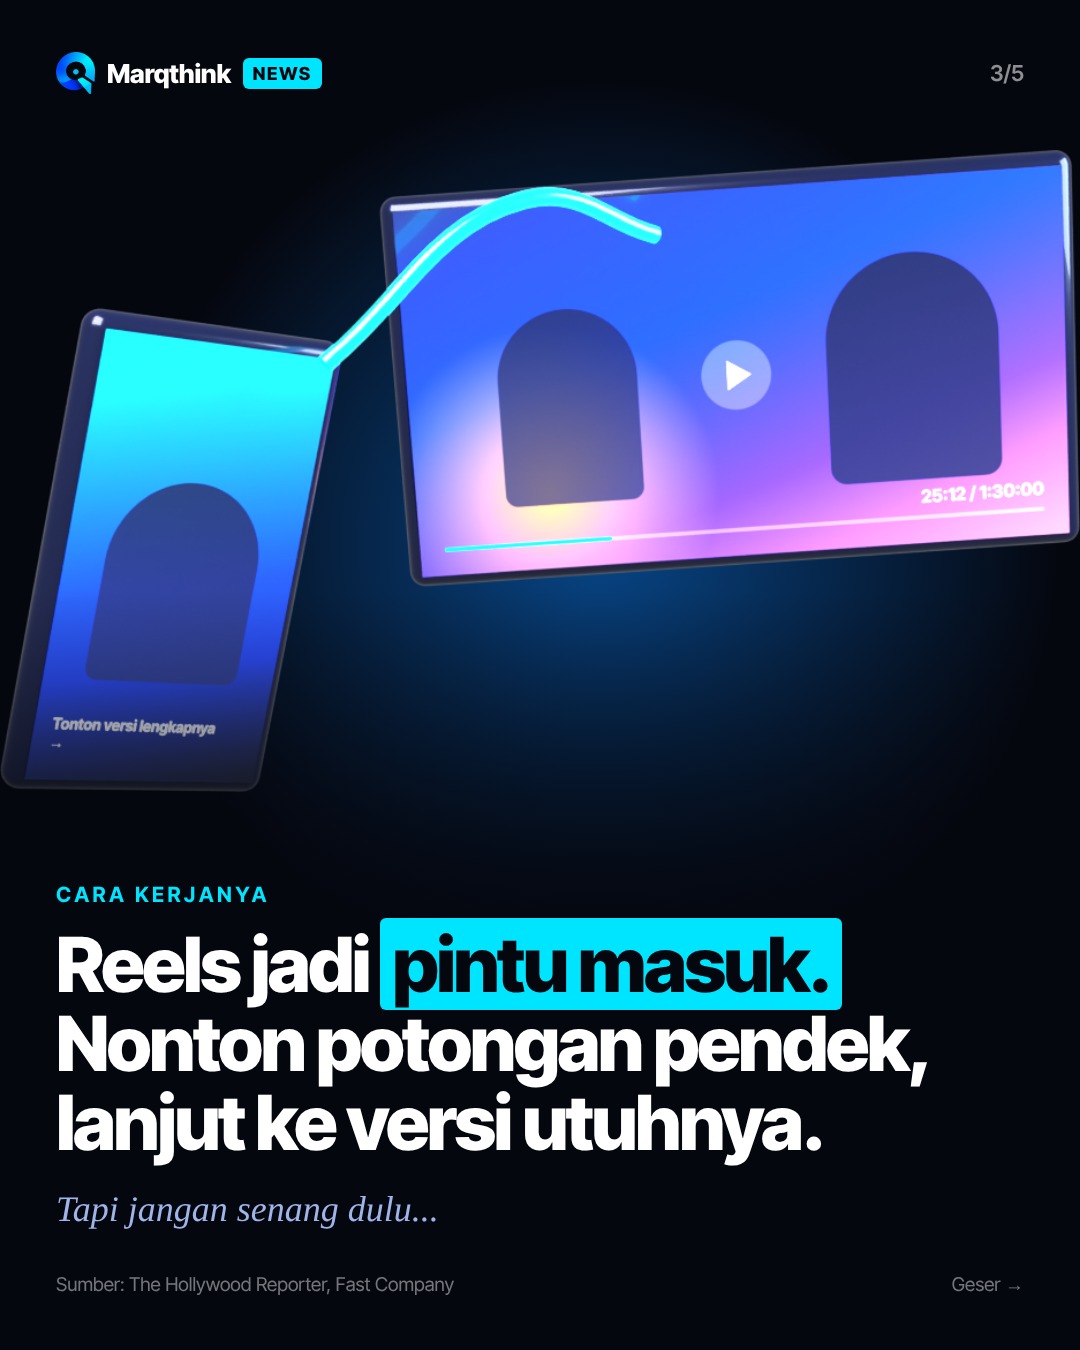 Marqthink NEWS
3/5
25:12 / 1:30:00
Tonton versi lengkapnya
→
CARA KERJANYA
Reels jadi pintu masuk.
Nonton potongan pendek,
lanjut ke versi utuhnya.
Tapi jangan senang dulu...
Sumber: The Hollywood Reporter, Fast Company
Geser →